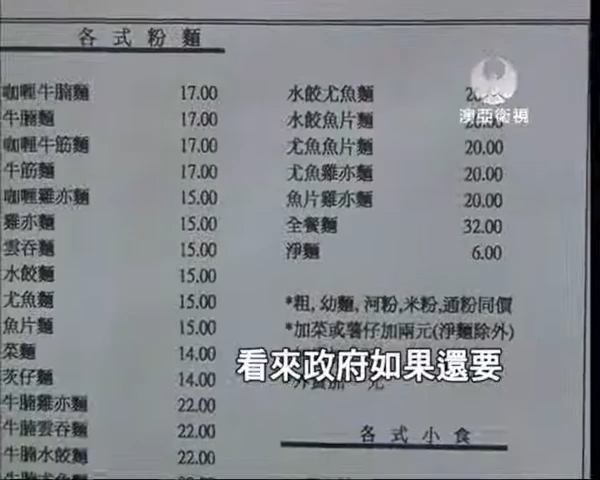 各式粉麵
咖喱牛腩麵 17.00
牛腩麵 17.00
咖喱牛筋麵 17.00
牛筋麵 17.00
咖喱雞亦麵 15.00
雞亦麵 15.00
雲吞麵 15.00
水餃麵 15.00
尤魚麵 15.00
魚片麵 15.00
菜麵 14.00
茨仔麵 14.00
牛腩雞亦麵 22.00
牛腩雲吞麵 22.00
牛腩水餃麵 22.00
水餃尤魚麵
水餃魚片麵 20.00
尤魚魚片麵 20.00
尤魚雞亦麵 20.00
魚片雞亦麵 20.00
全餐麵 32.00
淨麵 6.00
*粗, 幼麵, 河粉,米粉,通粉同價
*加菜或薯仔加兩元(淨麵除外)
各式小食
澳亞衛視
看來政府如果還要